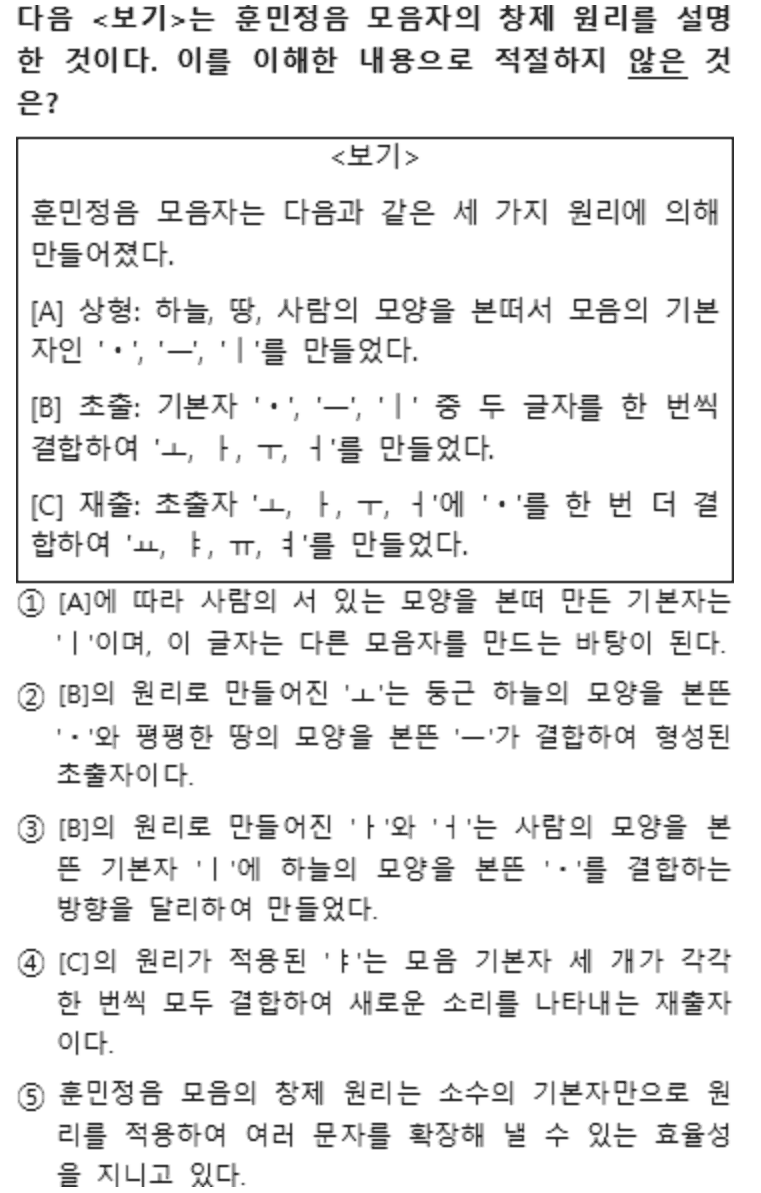 다음 <보기>는 훈민정음 모음자의 창제 원리를 설명
한 것이다. 이를 이해한 내용으로 적절하지 않은 것
은?
<보기>
훈민정음 모음자는 다음과 같은 세 가지 원리에 의해
만들어졌다.
[A] 상형: 하늘, 땅, 사람의 모양을 본떠서 모음의 기본
자인 'ㆍ', 'ㅡ', 'ㅣ'를 만들었다.
[B] 초출: 기본자 'ㆍ', 'ㅡ', 'ㅣ' 중 두 글자를 한 번씩
결합하여 'ㅗ, ㅏ, ㅜ, ㅓ'를 만들었다.
[C] 재출: 초출자 'ㅗ, ㅏ, ㅜ, ㅓ'에 'ㆍ'를 한 번 더 결
합하여 'ㅛ, ㅑ, ㅠ, ㅕ'를 만들었다.
① [A]에 따라 사람의 서 있는 모양을 본떠 만든 기본자는
'ㅣ'이며, 이 글자는 다른 모음자를 만드는 바탕이 된다.
② [B]의 원리로 만들어진 'ㅗ'는 둥근 하늘의 모양을 본뜬
'ㆍ'와 평평한 땅의 모양을 본뜬 'ㅡ'가 결합하여 형성된
초출자이다.
③ [B]의 원리로 만들어진 'ㅏ'와 'ㅓ'는 사람의 모양을 본
뜬 기본자 'ㅣ'에 하늘의 모양을 본뜬 'ㆍ'를 결합하는
방향을 달리하여 만들었다.
④ [C]의 원리가 적용된 'ㅑ'는 모음 기본자 세 개가 각각
한 번씩 모두 결합하여 새로운 소리를 나타내는 재출자
이다.
⑤ 훈민정음 모음의 창제 원리는 소수의 기본자만으로 원
리를 적용하여 여러 문자를 확장해 낼 수 있는 효율성
을 지니고 있다.